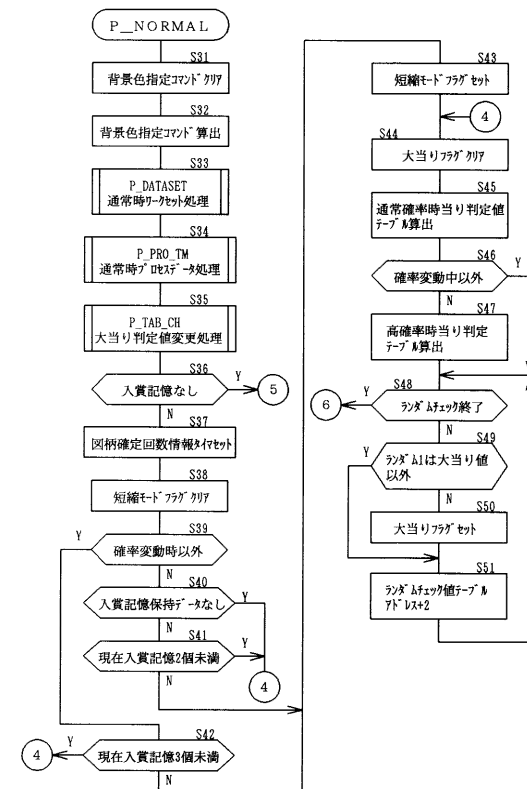 P_NORMAL
S31
背景色指定ｺﾏﾝﾄﾞクリア
S32
背景色指定ｺﾏﾝﾄﾞ算出
S33
P_DATASET
通常時ﾜｰｸセット処理
S34
P_PRO_TM
通常時ﾌﾟﾛｾｽﾃﾞｰﾀ処理
S35
P_TAB_CH
大当り判定値変更処理
S36
入賞記憶なし
Y
5
N
S37
図柄確定回数情報ﾀｲﾏｾｯﾄ
S38
短縮ﾓｰﾄﾞﾌﾗｸﾞｸﾘｱ
S39
Y
確率変動時以外
N
S40
入賞記憶保持ﾃﾞｰﾀなし
Y
N
S41
現在入賞記憶2個未満
Y
N
4
S42
4
Y
現在入賞記憶3個未満
N
S43
短縮ﾓｰﾄﾞﾌﾗｸﾞｾｯﾄ
4
S44
大当りﾌﾗｸﾞｸﾘｱ
S45
通常確率時当り判定値
ﾃｰﾌﾞﾙ算出
S46
確率変動中以外
Y
N
S47
高確率時当り判定
ﾃｰﾌﾞﾙ算出
S48
6
Y
ﾗﾝﾀﾞﾑﾁｪｯｸ終了
N
S49
Y
ﾗﾝﾀﾞﾑ1は大当り値
以外
N
S50
大当りﾌﾗｸﾞｾｯﾄ
S51
ﾗﾝﾀﾞﾑﾁｪｯｸ値ﾃｰﾌﾞﾙ
ｱﾄﾞﾚｽ+2